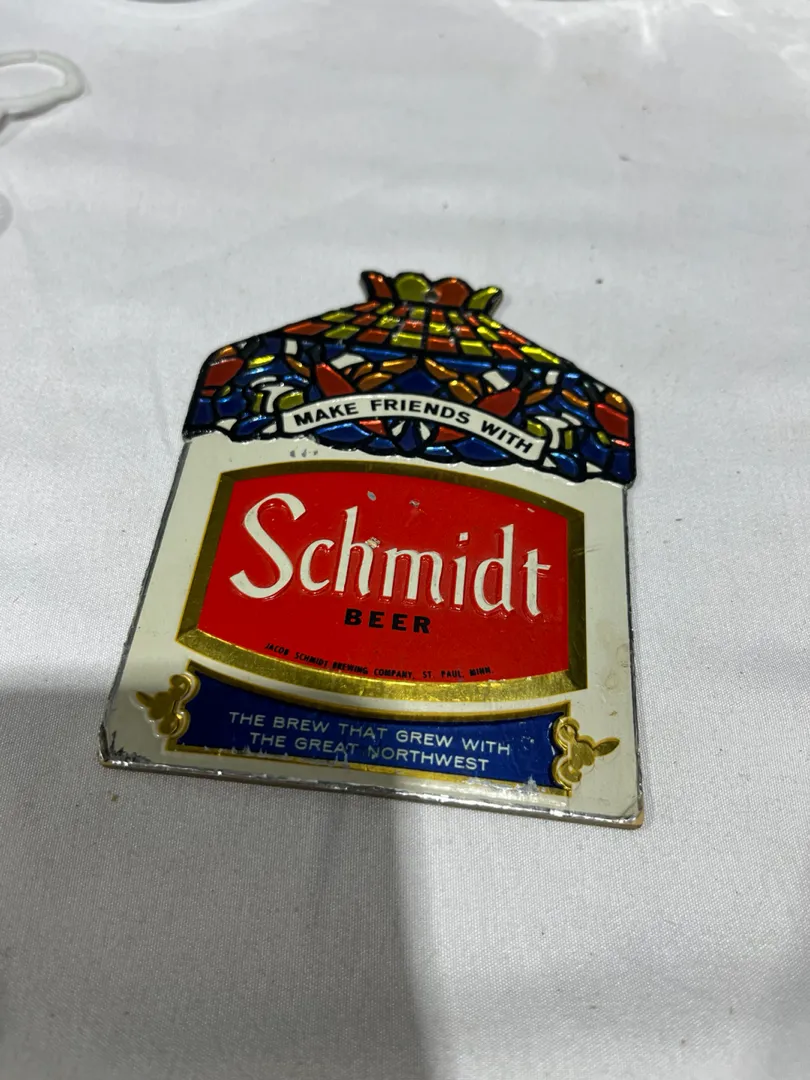 MAKE FRIENDS WITH
Schmidt
BEER
JACOB SCHMIDT BREWING COMPANY, ST. PAUL, MINN.
THE BREW THAT GREW WITH
THE GREAT NORTHWEST